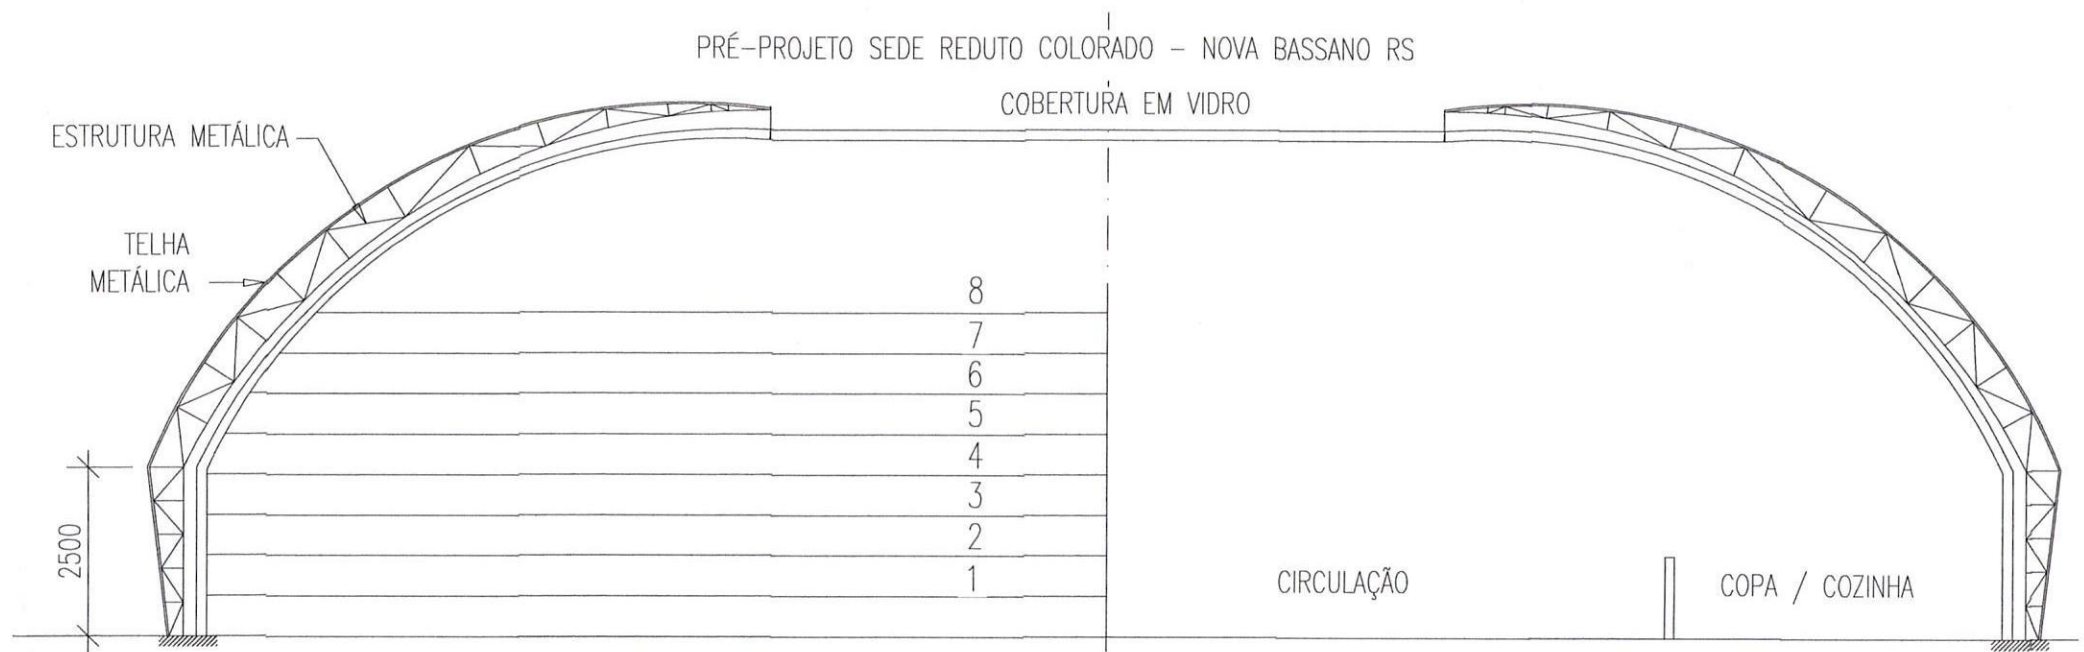 PRÉ-PROJETO SEDE REDUTO COLORADO - NOVA BASSANO RS
COBERTURA EM VIDRO
ESTRUTURA METÁLICA
TELHA
METÁLICA
8
7
6
5
4
3
2
1
2500
CIRCULAÇÃO
COPA / COZINHA